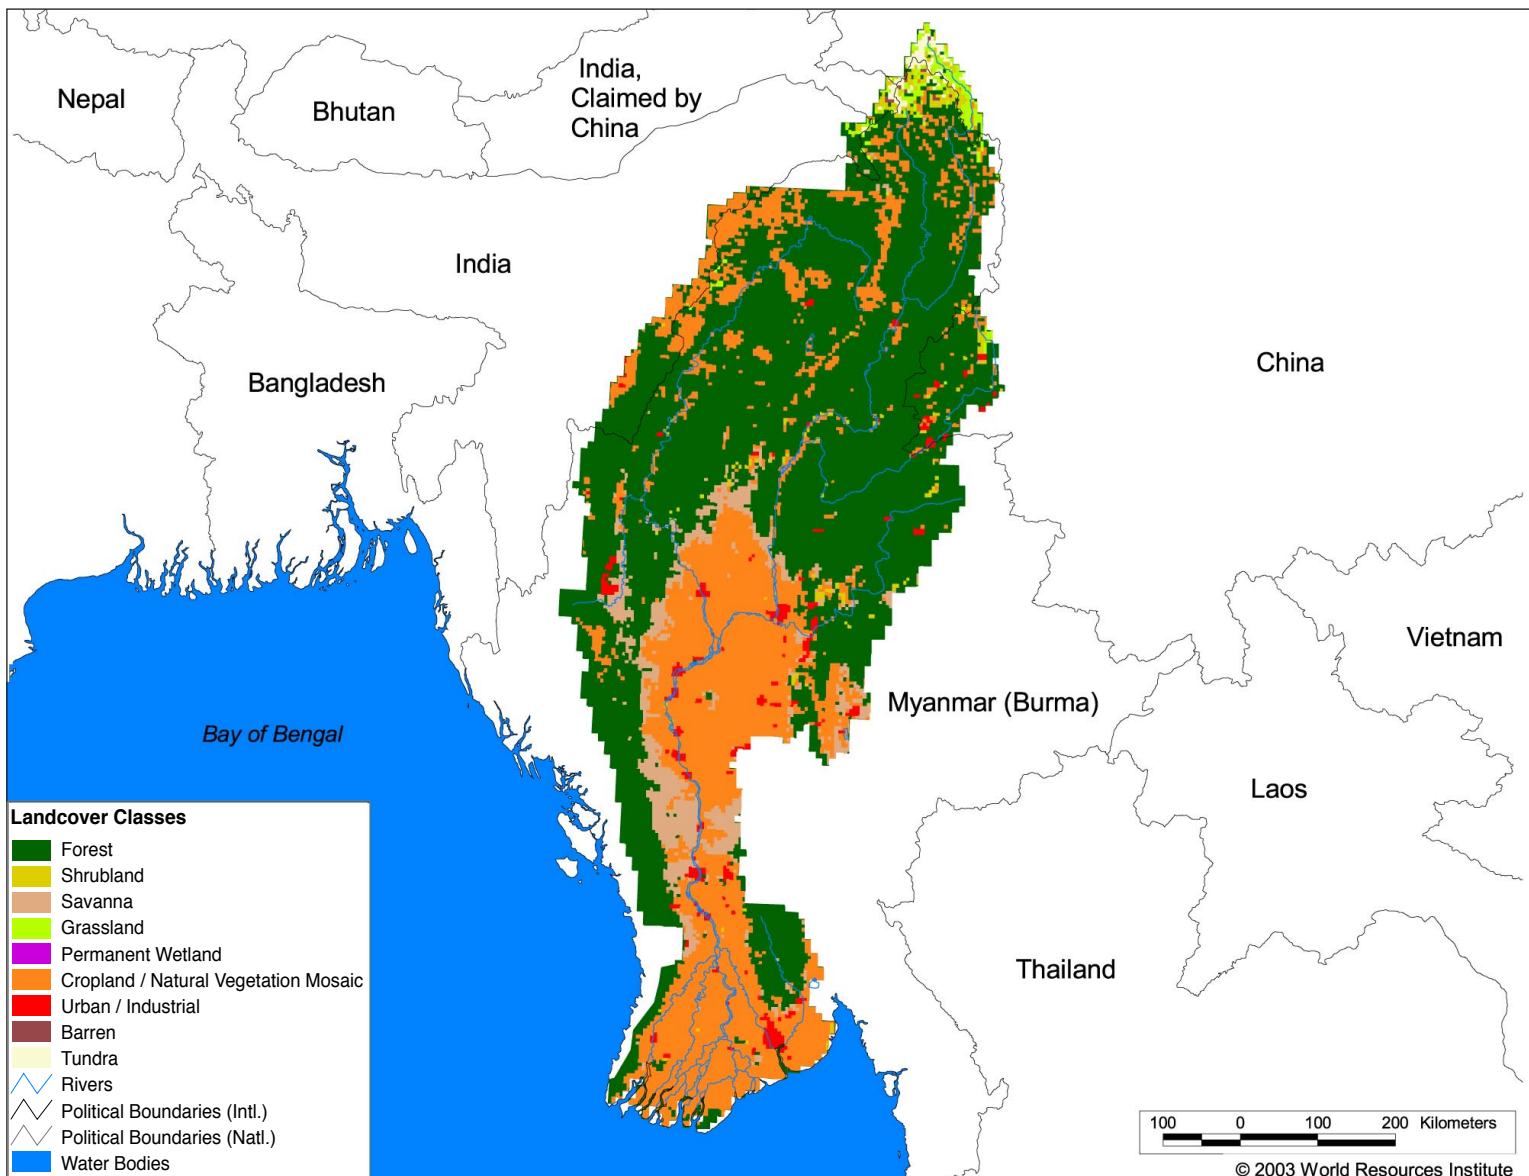 Nepal
Bhutan
India,
Claimed by
China
India
China
Bangladesh
Vietnam
Myanmar (Burma)
Bay of Bengal
Laos
Thailand
Landcover Classes
Forest
Shrubland
Savanna
Grassland
Permanent Wetland
Cropland / Natural Vegetation Mosaic
Urban / Industrial
Barren
Tundra
Rivers
Political Boundaries (Intl.)
Political Boundaries (Natl.)
Water Bodies
100 0 100 200 Kilometers
© 2003 World Resources Institute